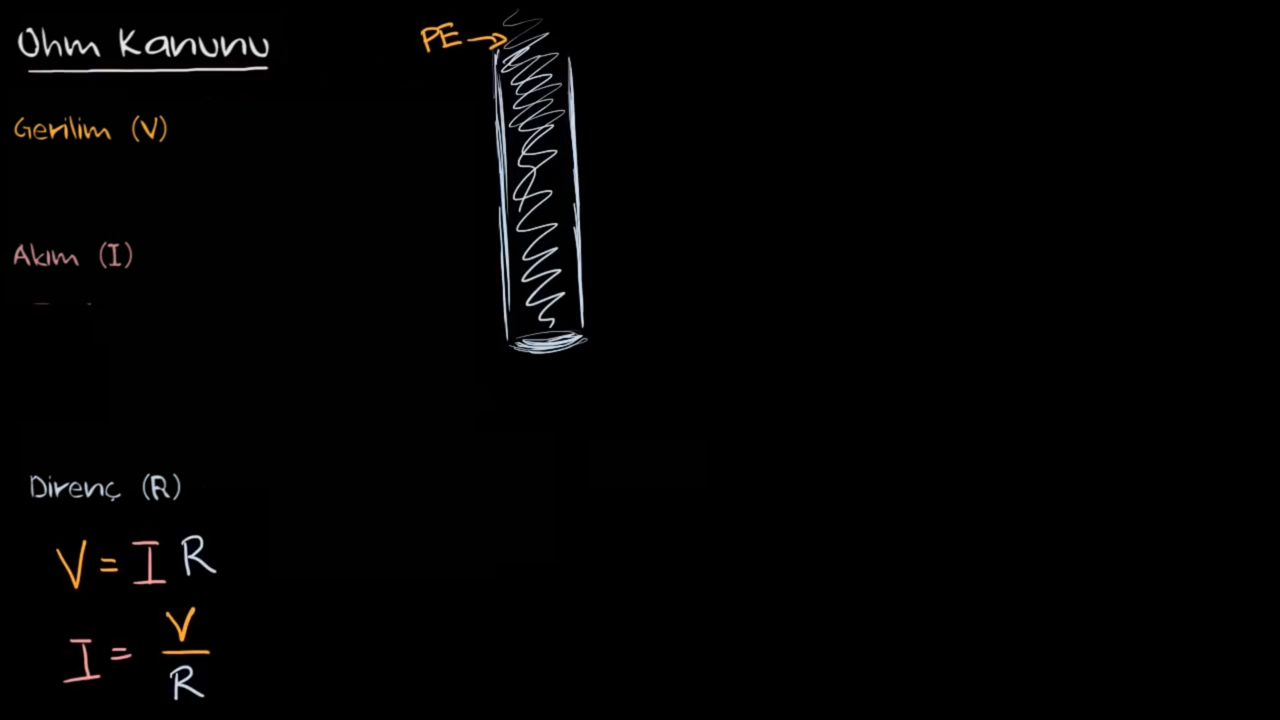 Ohm Kanunu
PE
Gerilim (V)
Akım (I)
Direnç (R)
V = I R
I = V/R